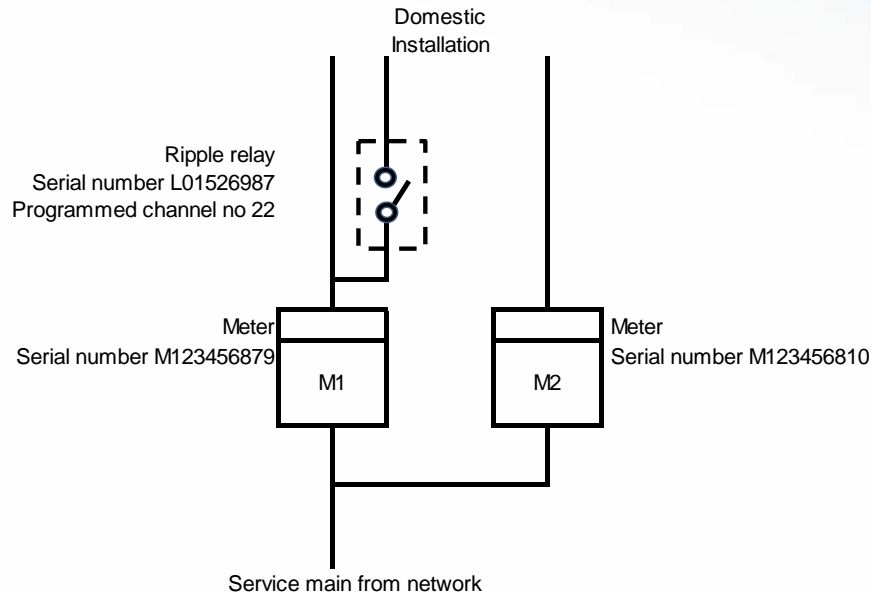 Domestic
Installation
Ripple relay
Serial number L01526987
Programmed channel no 22
Meter
Serial number M123456879
M1
M2
Meter
Serial number M123456810
Service main from network